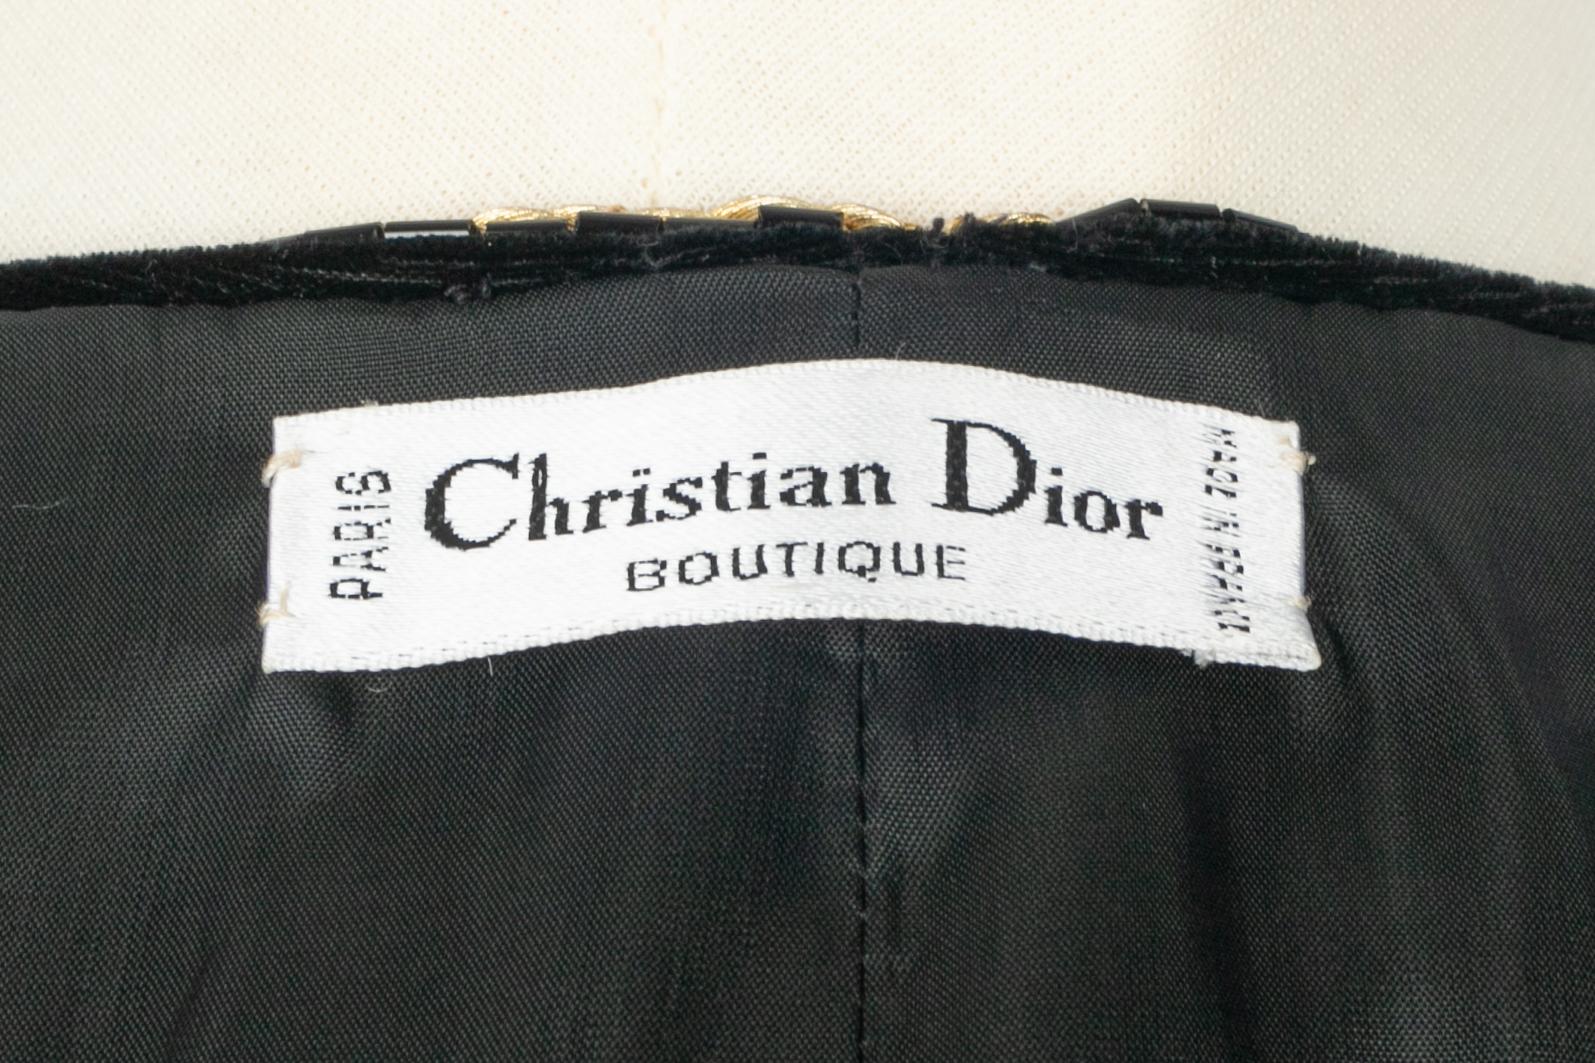 PARIS
Christian Dior
BOUTIQUE
MADE IN FRANCE